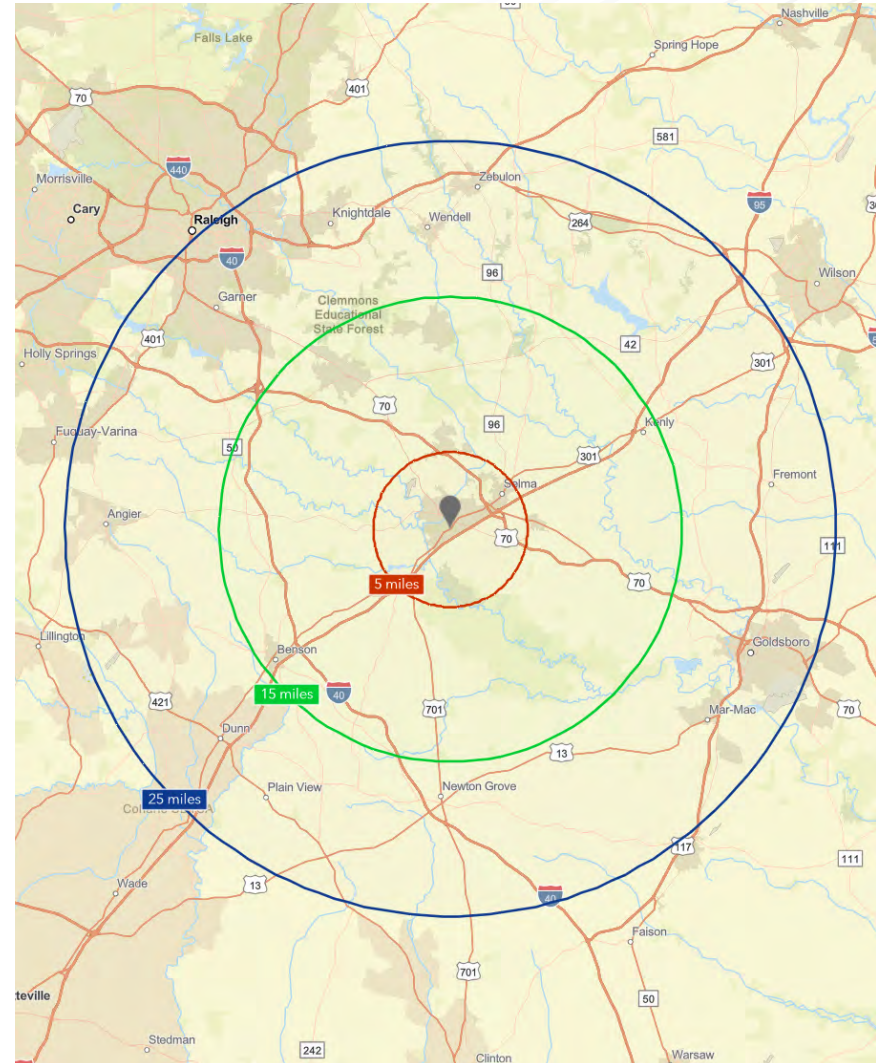 Nashville
Falls Lake
Spring Hope
70
401
581
440
Morrisville
Zebulon
Cary
Raleigh
Knightdale
Wendell
264
95
40
96
Wilson
Garner
Clemmons
Educational
State Forest
401
42
Holly Springs
301
70
96
Kenly
Fuquay-Varina
50
301
Selma
Fremont
Angier
70
111
5 miles
70
Lillington
Benson
Goldsboro
15 miles
40
421
701
Mar-Mac
70
Dunn
13
Plain View
Newton Grove
25 miles
117
111
Wade
13
40
Faison
701
tteville
50
Stedman
242
Clinton
Warsaw